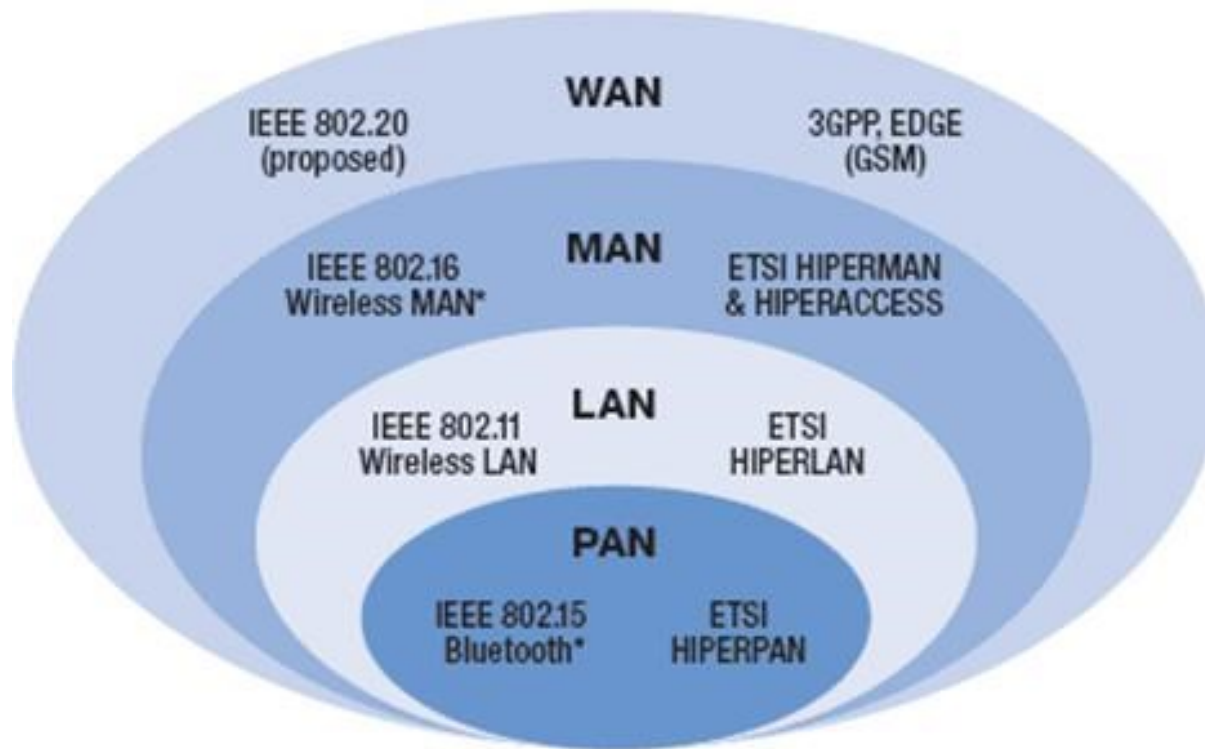 WAN
IEEE 802.20
(proposed)
3GPP, EDGE
(GSM)
MAN
IEEE 802.16
Wireless MAN*
ETSI HIPERMAN
& HIPERACCESS
LAN
IEEE 802.11
Wireless LAN
ETSI
HIPERLAN
PAN
IEEE 802.15
Bluetooth*
ETSI
HIPERPAN